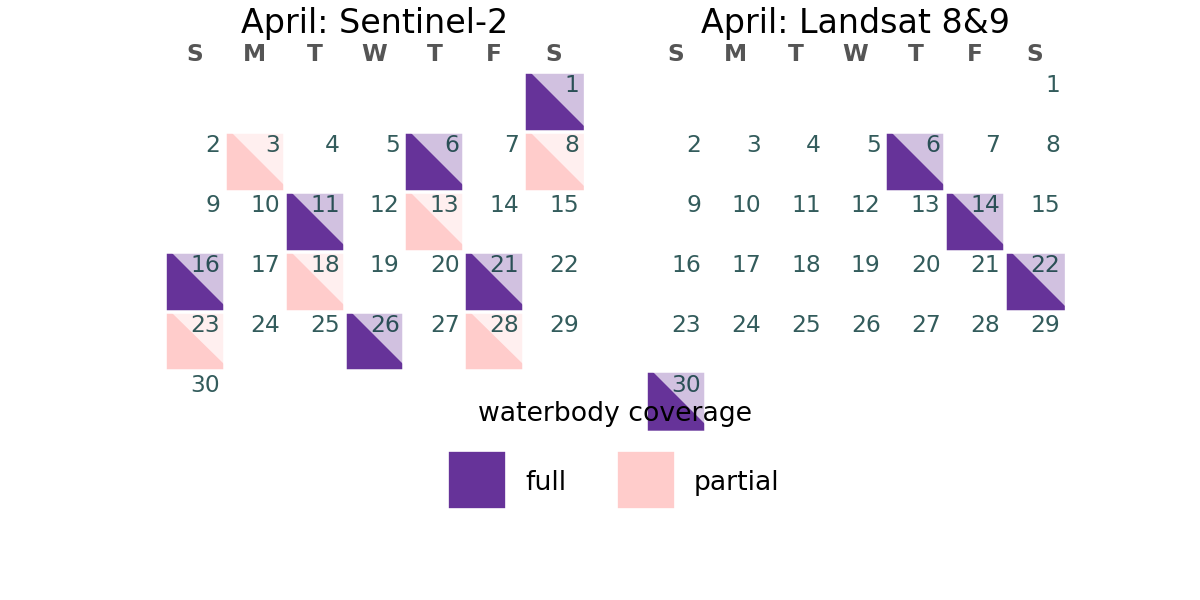 April: Sentinel-2
S M T W T F S
1
2 3 4 5 6 7 8
9 10 11 12 13 14 15
16 17 18 19 20 21 22
23 24 25 26 27 28 29
30
April: Landsat 8&9
S M T W T F S
1
2 3 4 5 6 7 8
9 10 11 12 13 14 15
16 17 18 19 20 21 22
23 24 25 26 27 28 29
30
waterbody coverage
full partial